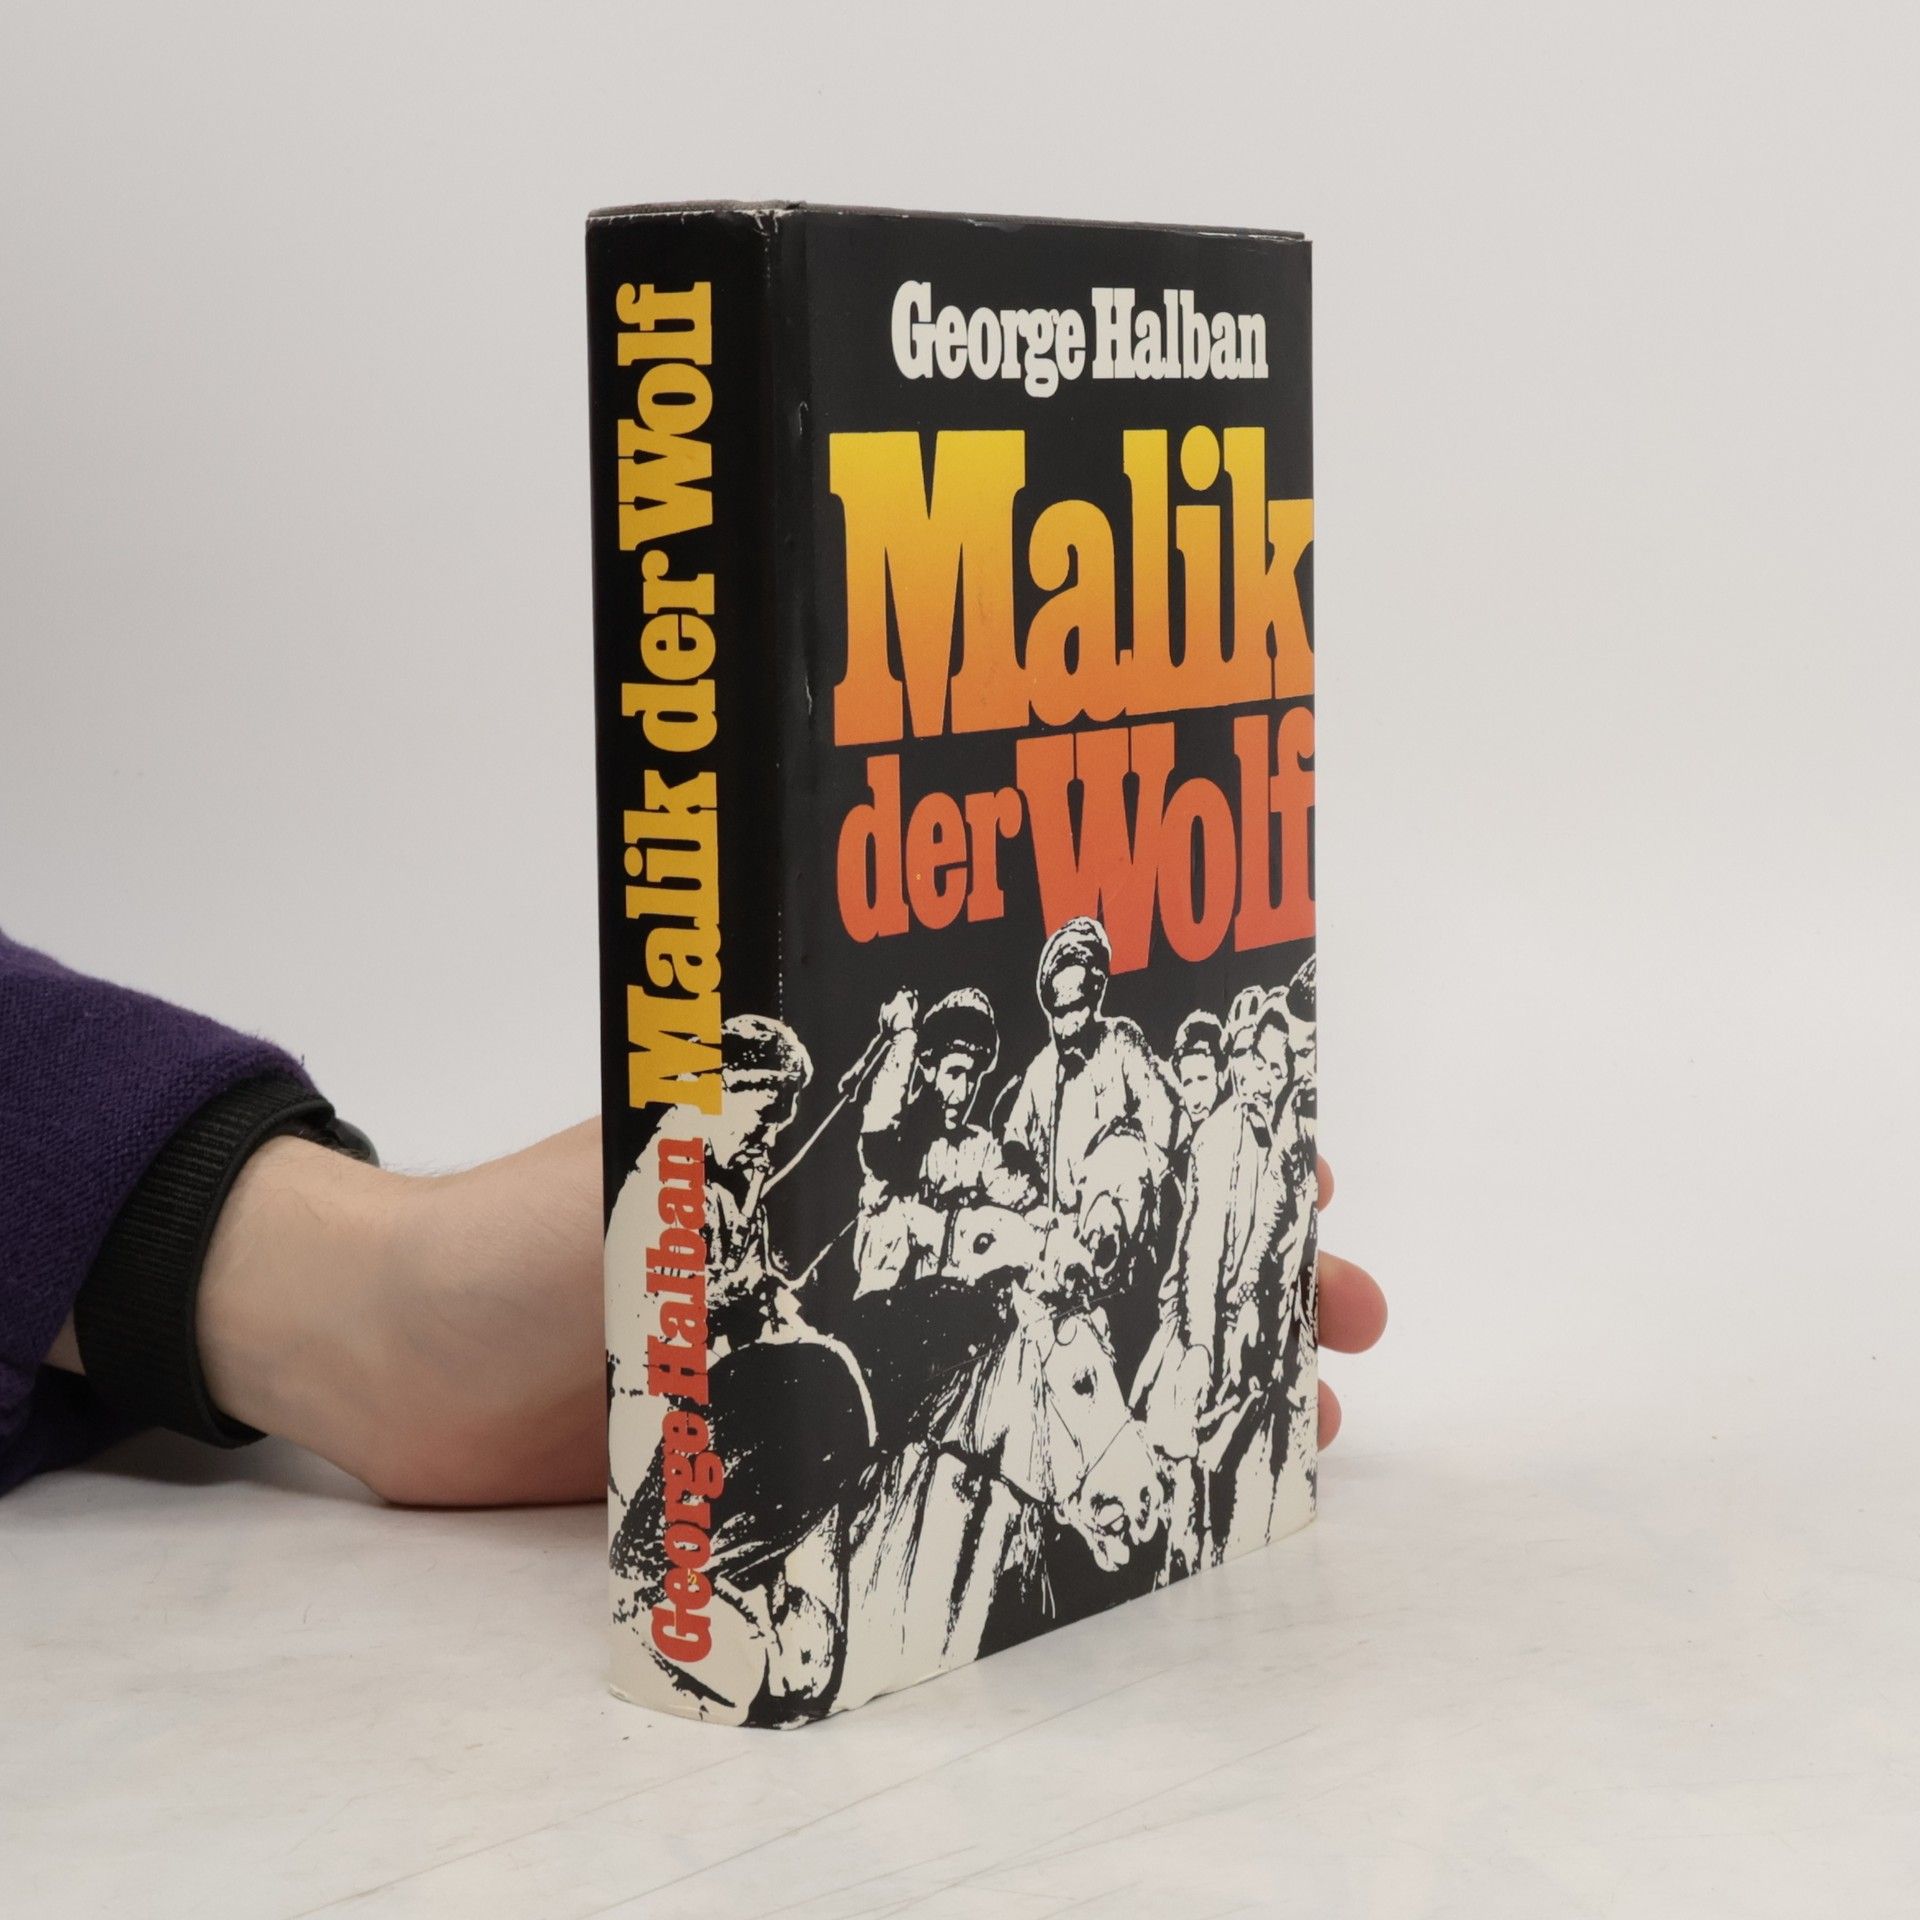 Malik der Wolf
George Halban
George Halban
Malik
der Wolf